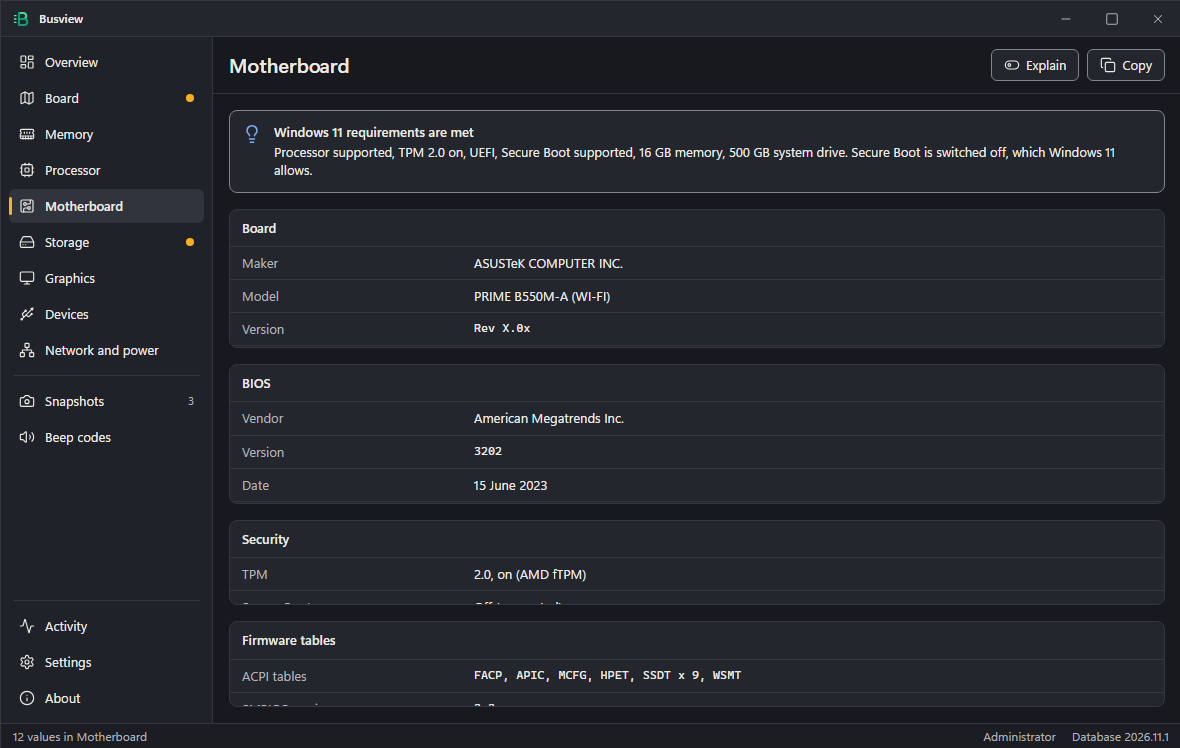 Busview
Overview
Board
Memory
Processor
Motherboard
Storage
Graphics
Devices
Network and power
Snapshots 3
Beep codes
Activity
Settings
About
Motherboard
Explain
Copy
Windows 11 requirements are met
Processor supported, TPM 2.0 on, UEFI, Secure Boot supported, 16 GB memory, 500 GB system drive. Secure Boot is switched off, which Windows 11
allows.
Board
Maker ASUSTeK COMPUTER INC.
Model PRIME B550M-A (WI-FI)
Version Rev X.0x
BIOS
Vendor American Megatrends Inc.
Version 3202
Date 15 June 2023
Security
TPM 2.0, on (AMD fTPM)
Firmware tables
ACPI tables FACP, APIC, MCFG, HPET, SSDT x 9, WSMT
12 values in Motherboard
Administrator
Database 2026.11.1